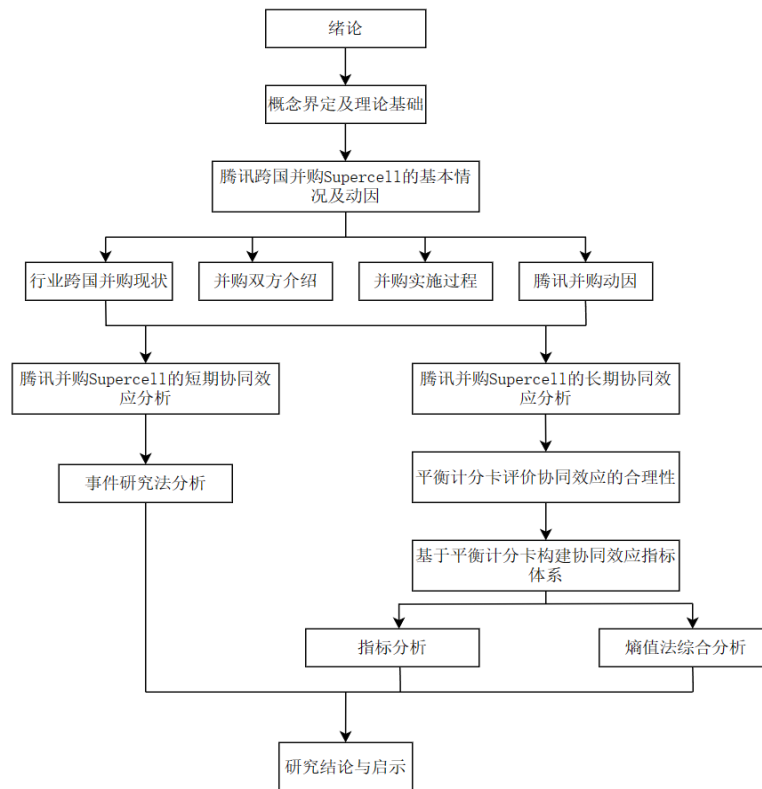 绪论
概念界定及理论基础
腾讯跨国并购Supercell的基本情
况及动因
行业跨国并购现状
并购双方介绍
并购实施过程
腾讯并购动因
腾讯并购Supercell的短期协同效
应分析
腾讯并购Supercell的长期协同效
应分析
事件研究法分析
平衡计分卡评价协同效应的合理性
基于平衡计分卡构建协同效应指标
体系
指标分析
熵值法综合分析
研究结论与启示